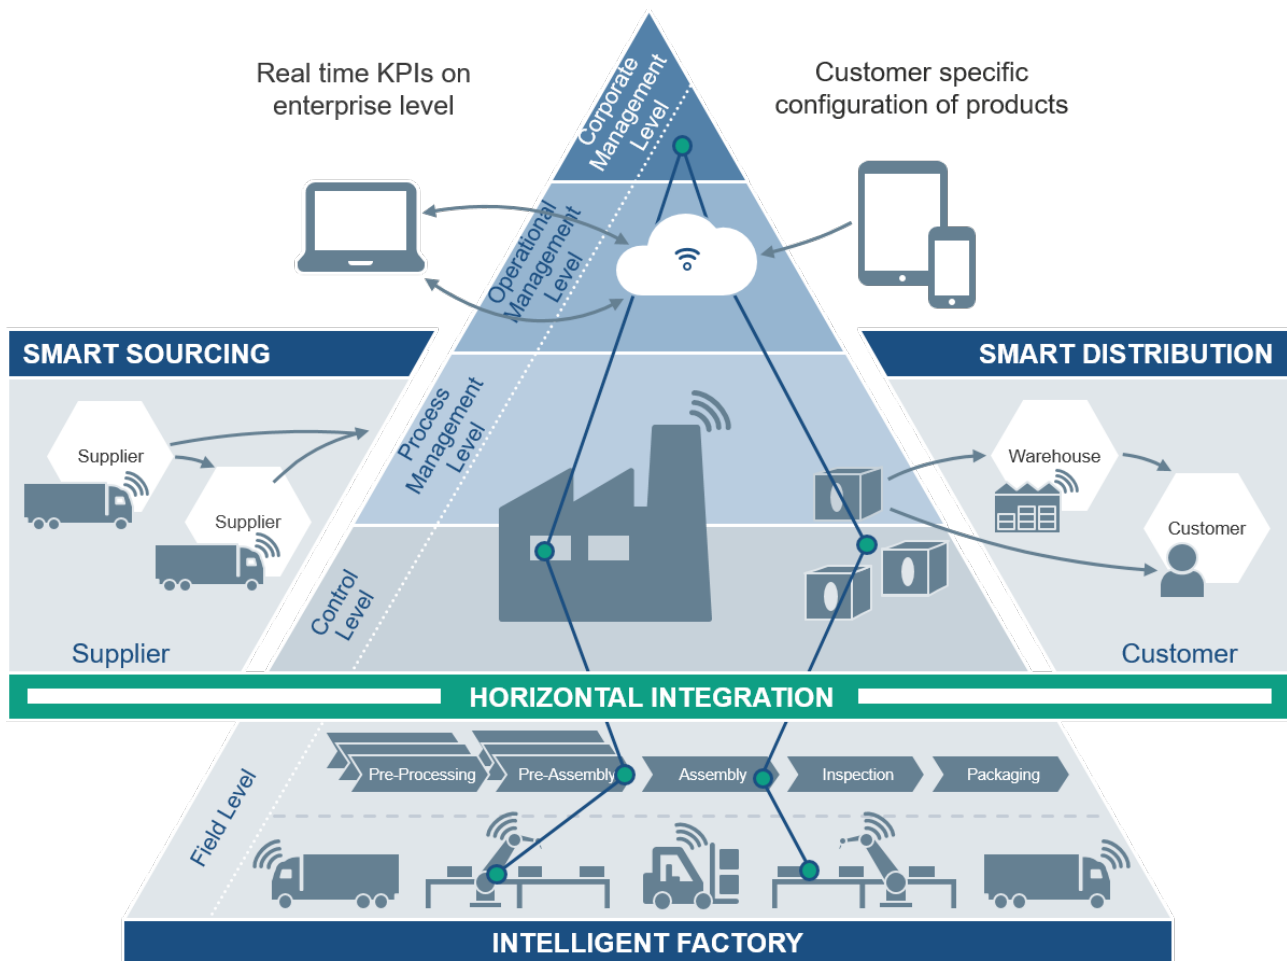 Real time KPIs on
enterprise level
Customer specific
configuration of products
Corporate
Management
Level
Operational
Management
Level
SMART SOURCING
SMART DISTRIBUTION
Process
Management
Level
Supplier
Supplier
Warehouse
Customer
Control
Level
Supplier
Customer
HORIZONTAL INTEGRATION
Field Level
Pre-Processing
Pre-Assembly
Assembly
Inspection
Packaging
INTELLIGENT FACTORY